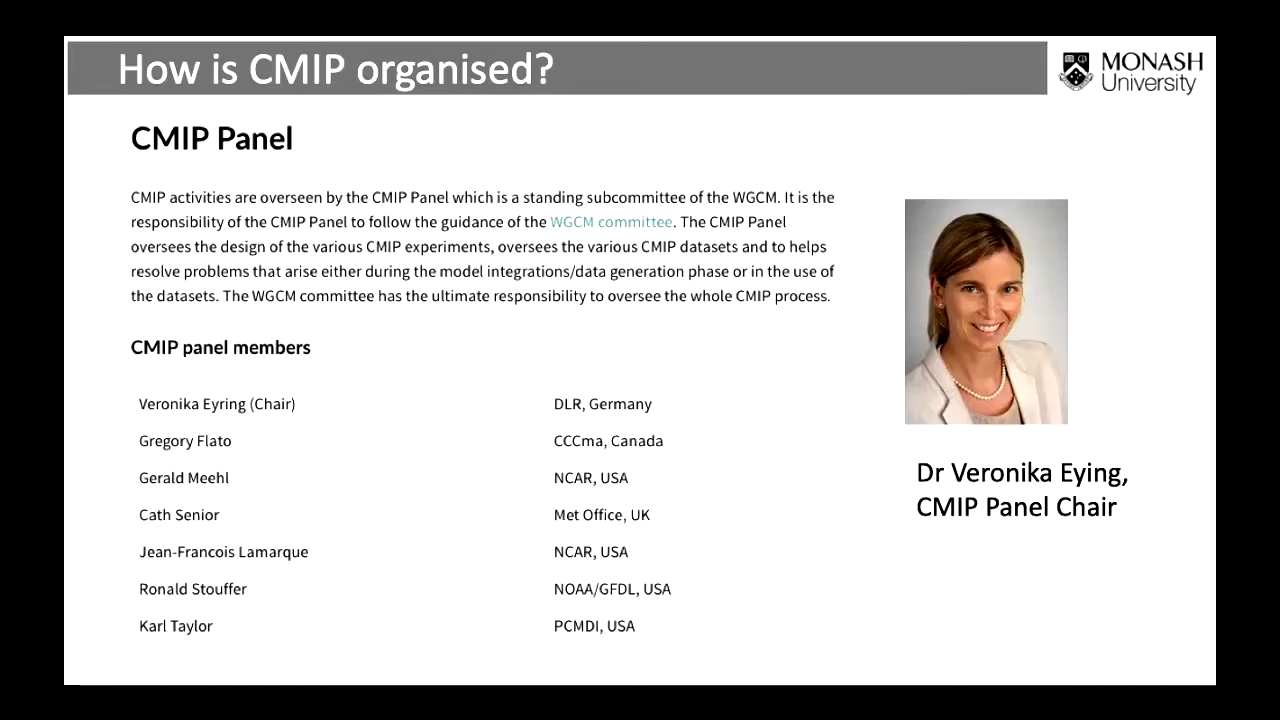 How is CMIP organised?
MONASH
University
CMIP Panel
CMIP activities are overseen by the CMIP Panel which is a standing subcommittee of the WGCM. It is the
responsibility of the CMIP Panel to follow the guidance of the WGCM committee. The CMIP Panel
oversees the design of the various CMIP experiments, oversees the various CMIP datasets and to helps
resolve problems that arise either during the model integrations/data generation phase or in the use of
the datasets. The WGCM committee has the ultimate responsibility to oversee the whole CMIP process.
CMIP panel members
Veronika Eyring (Chair) DLR, Germany
Gregory Flato CCCma, Canada
Gerald Meehl NCAR, USA
Cath Senior Met Office, UK
Jean-Francois Lamarque NCAR, USA
Ronald Stouffer NOAA/GFDL, USA
Karl Taylor PCMDI, USA
Dr Veronika Eying,
CMIP Panel Chair